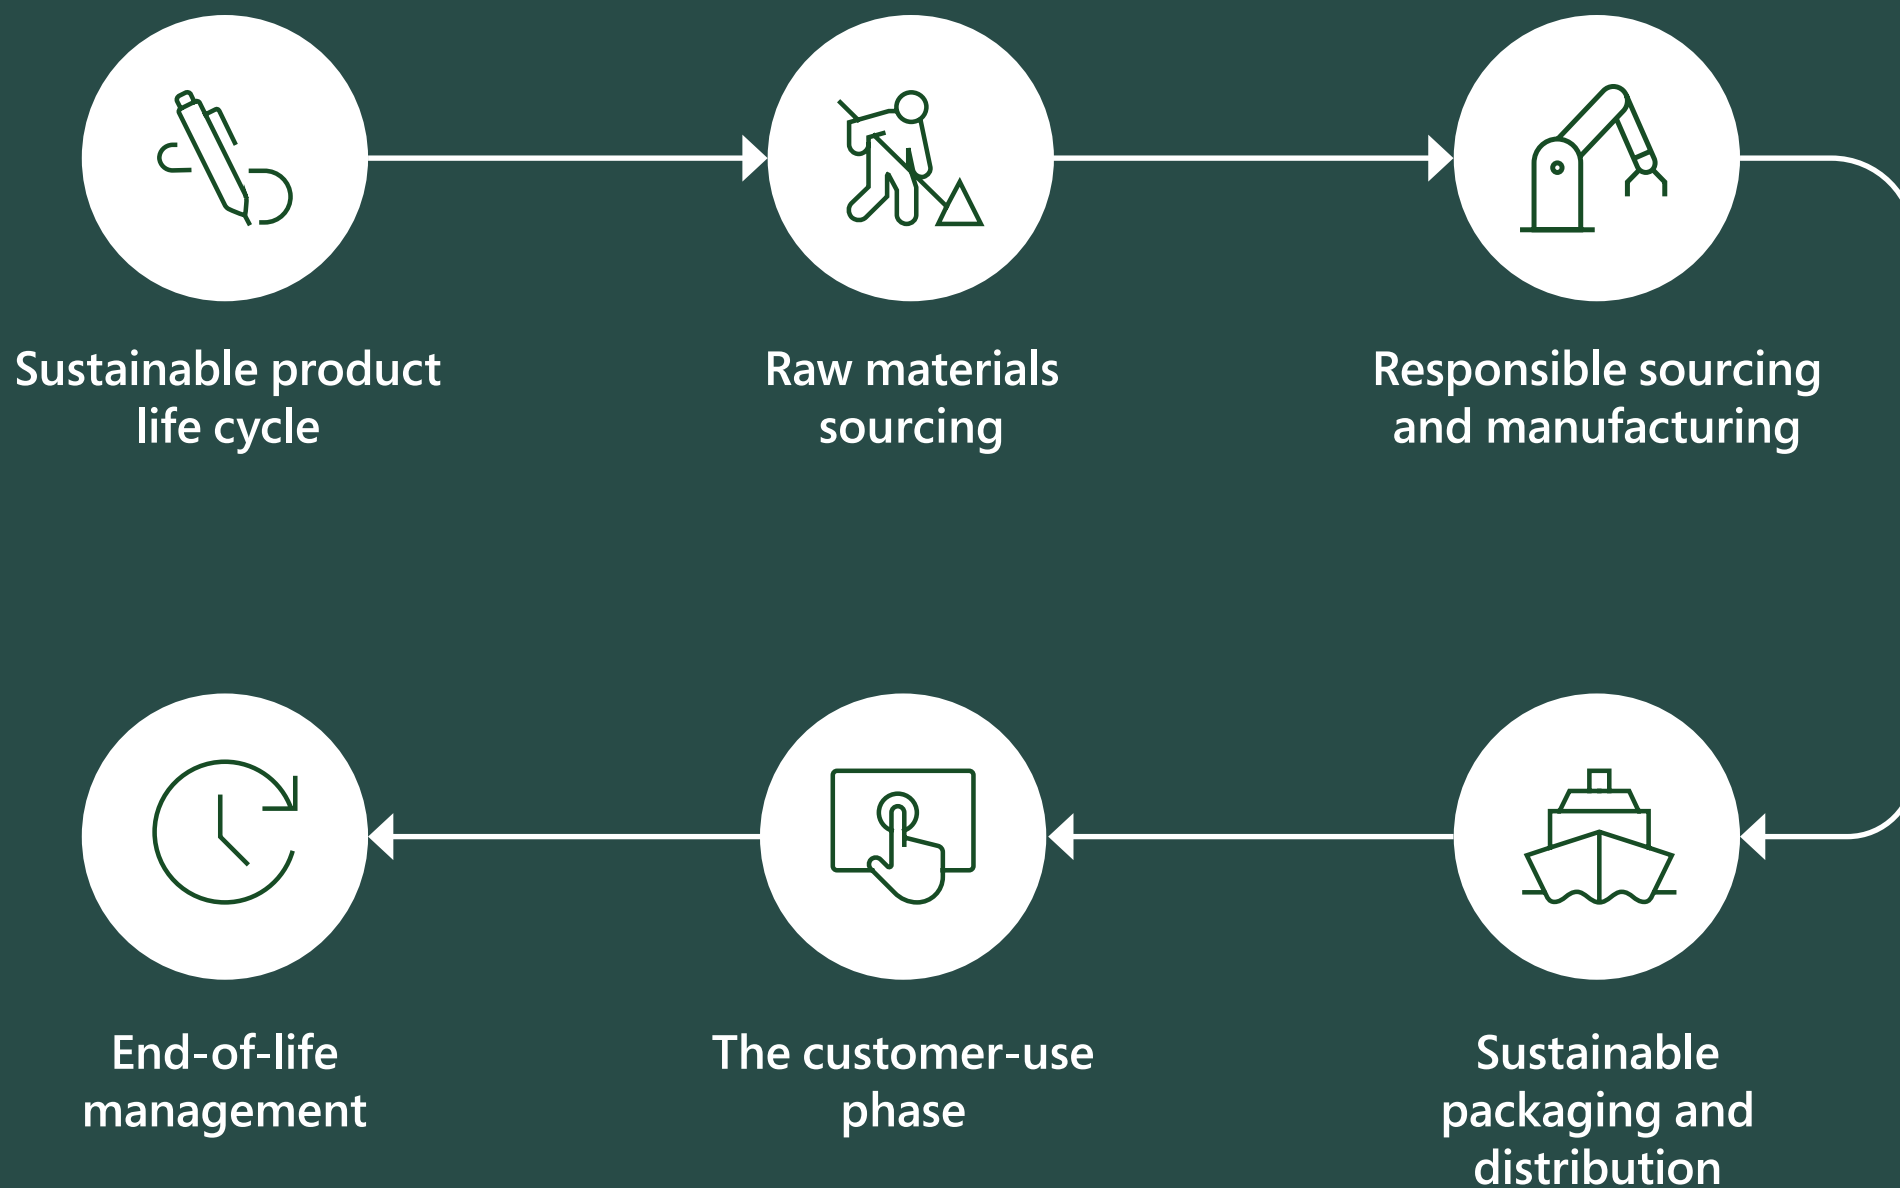 Sustainable product
life cycle
Raw materials
sourcing
Responsible sourcing
and manufacturing
End-of-life
management
The customer-use
phase
Sustainable
packaging and
distribution